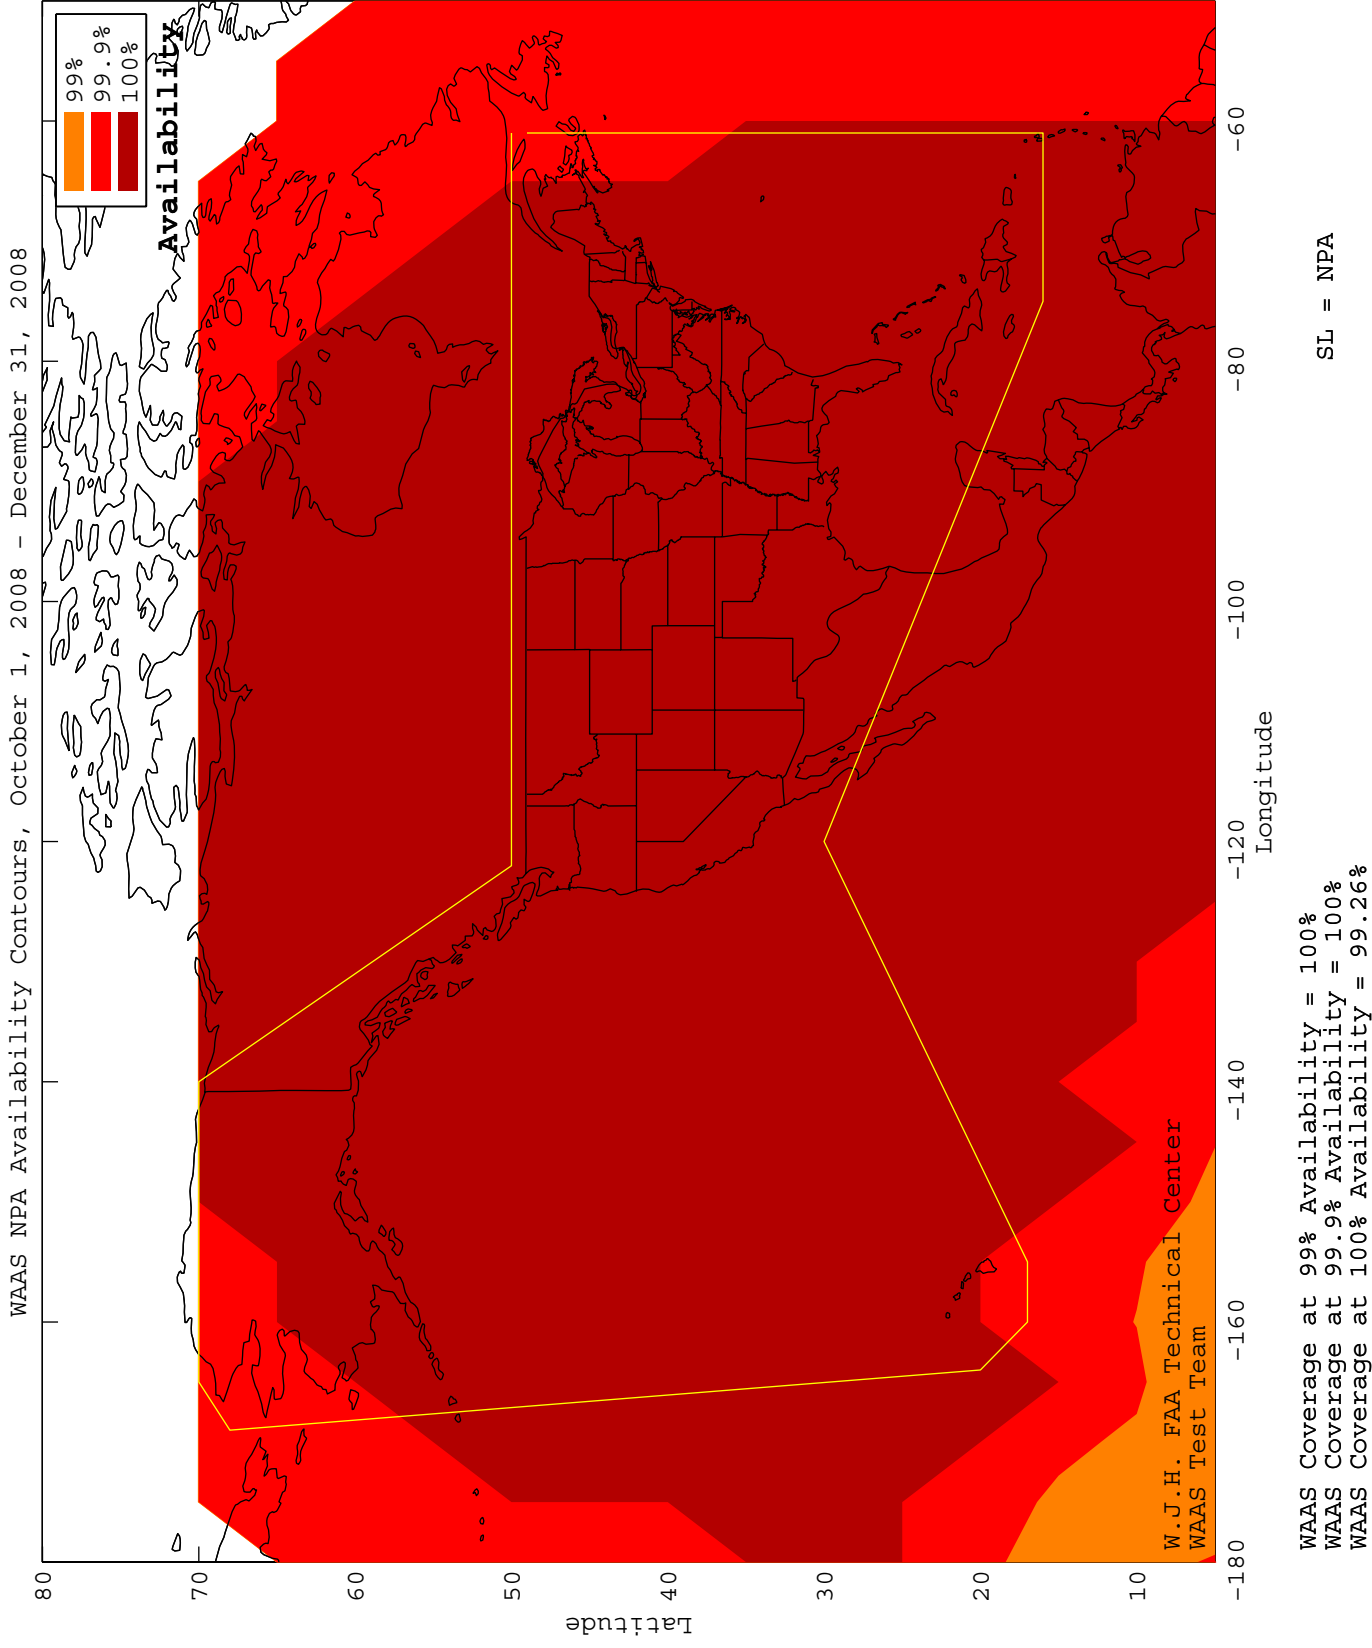 WAAS NPA Availability Contours, October 1, 2008 - December 31, 2008
99%
99.9%
100%
Availability
80
70
60
50
40
30
20
10
Latitude
-180
-160
-140
-120
-100
-80
-60
Longitude
W.J.H. FAA Technical Center
WAAS Test Team
WAAS Coverage at 99% Availability = 100%
WAAS Coverage at 99.9% Availability = 100%
WAAS Coverage at 100% Availability = 99.26%
SL = NPA